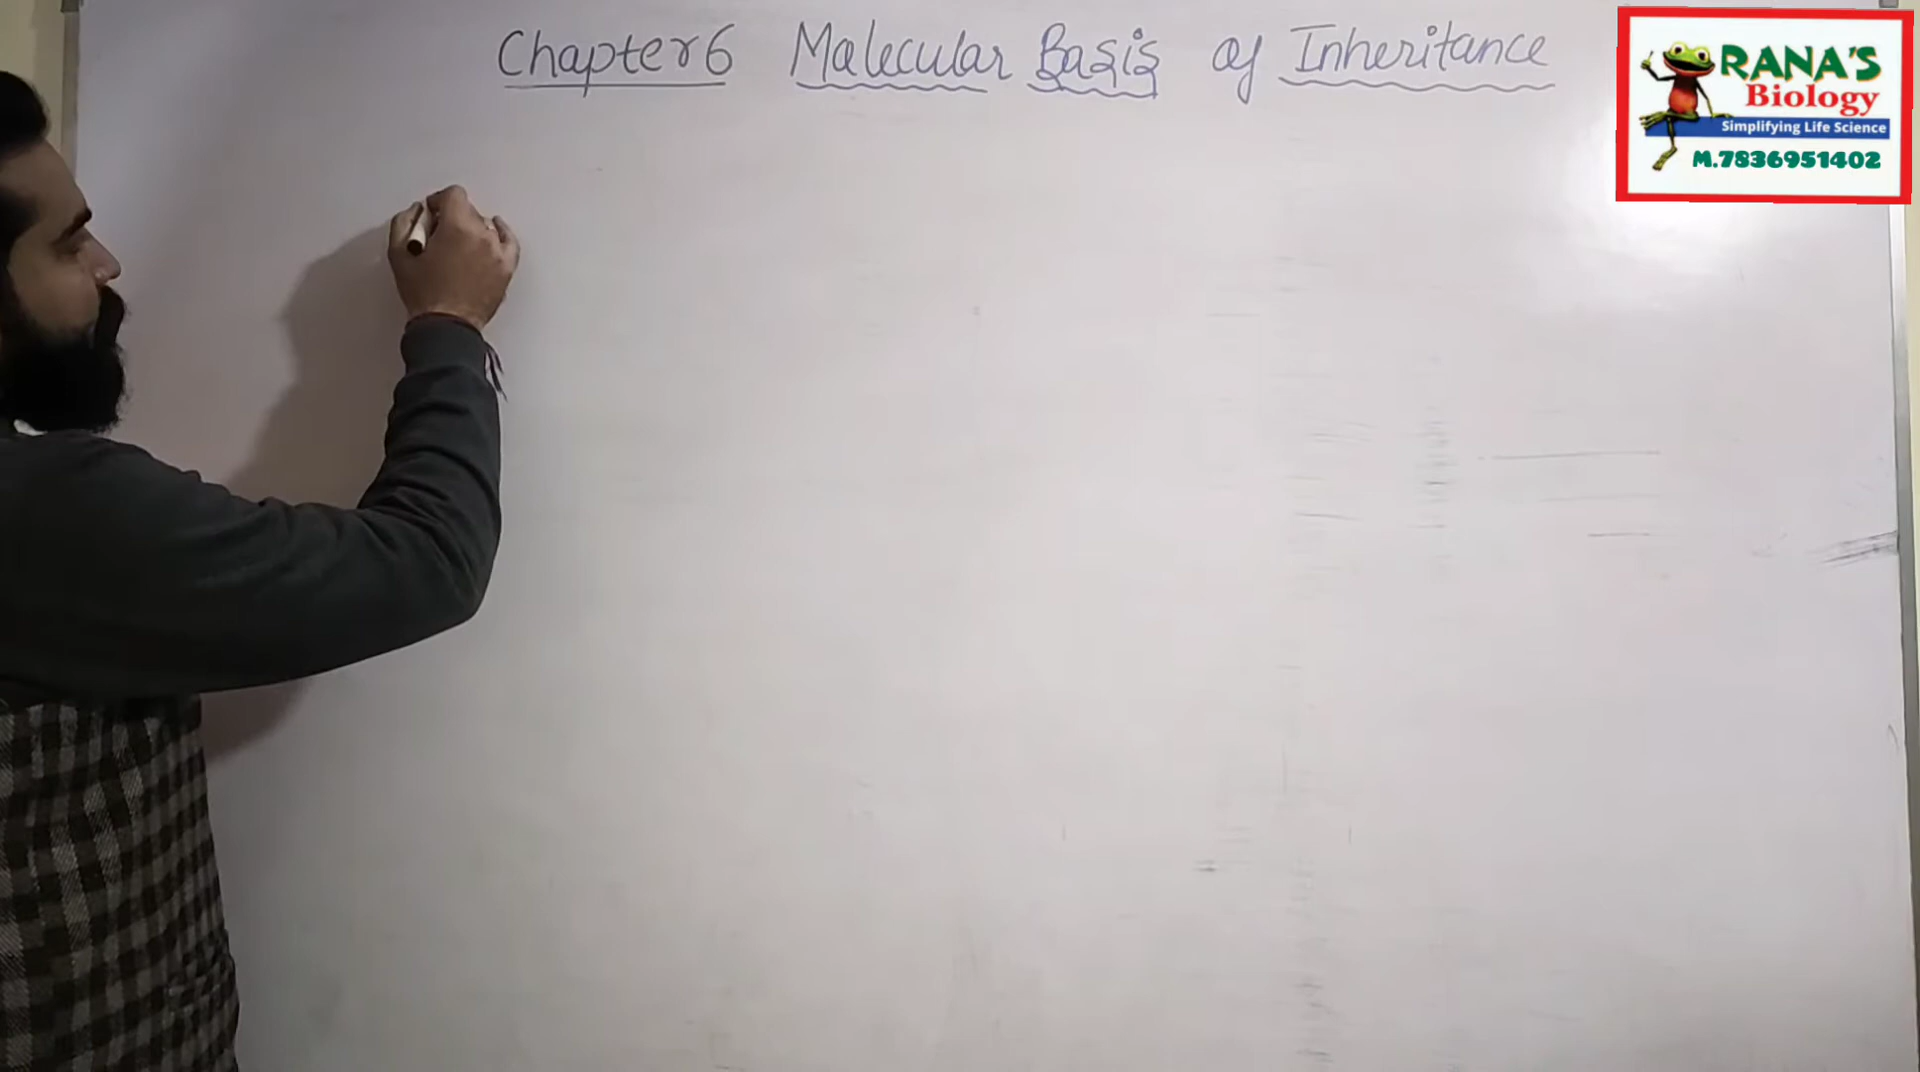 Chapter 6 Molecular Basis of Inheritance
RANA'S
Biology
Simplifying Life Science
M.7836951402